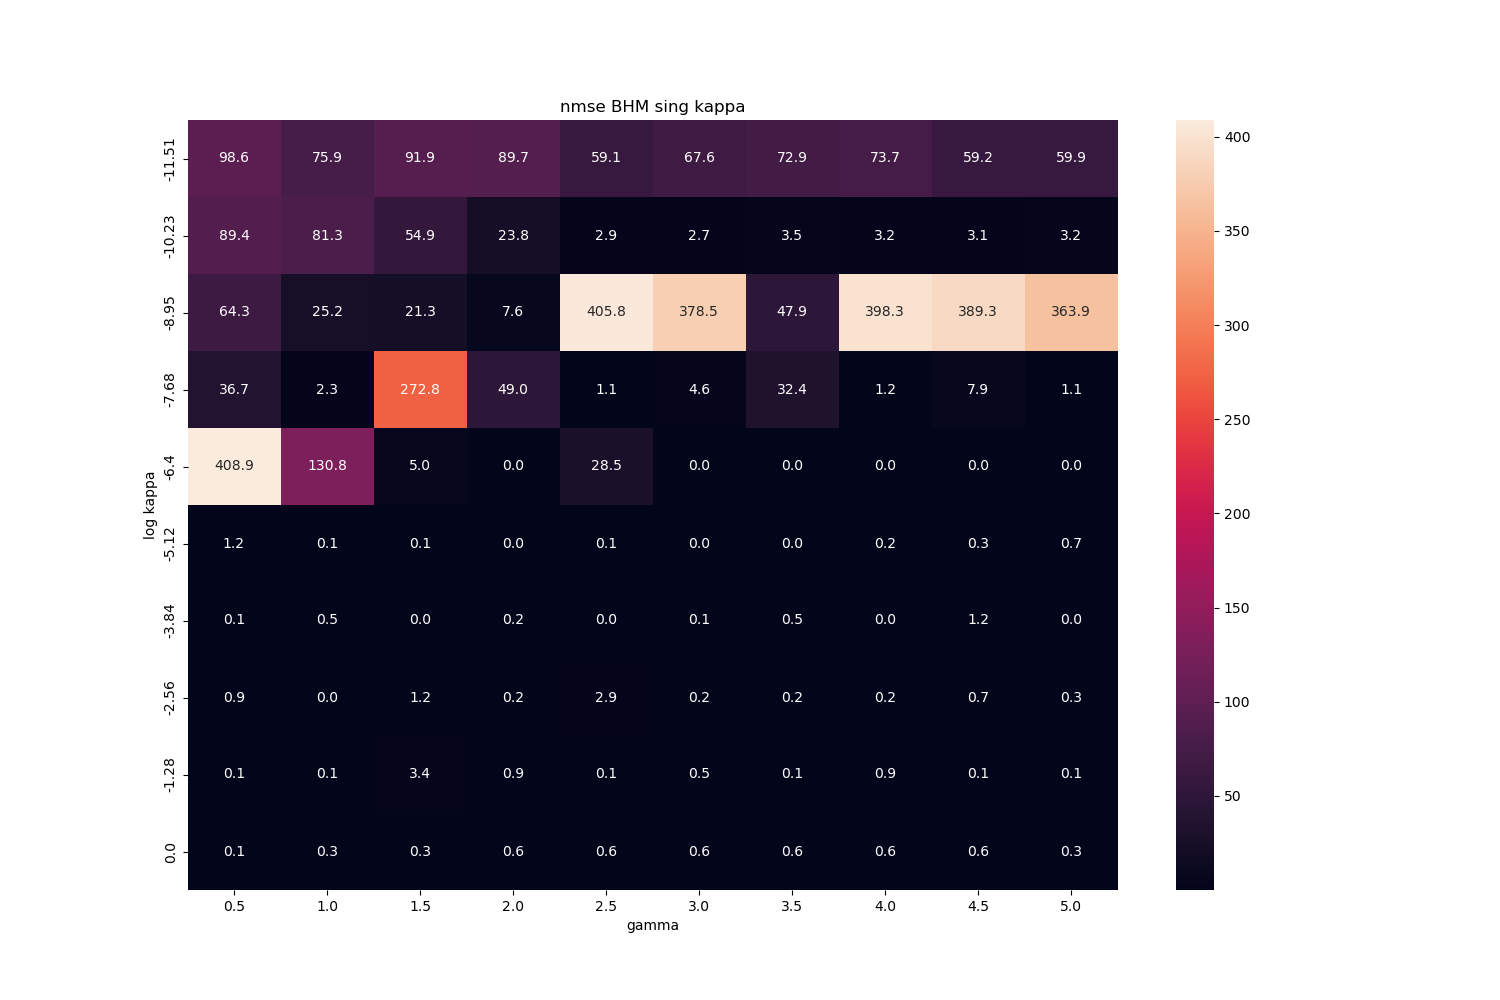 nmse BHM sing kappa
-11.51 98.6 75.9 91.9 89.7 59.1 67.6 72.9 73.7 59.2 59.9
-10.23 89.4 81.3 54.9 23.8 2.9 2.7 3.5 3.2 3.1 3.2
-8.95 64.3 25.2 21.3 7.6 405.8 378.5 47.9 398.3 389.3 363.9
-7.68 36.7 2.3 272.8 49.0 1.1 4.6 32.4 1.2 7.9 1.1
-6.4 408.9 130.8 5.0 0.0 28.5 0.0 0.0 0.0 0.0 0.0
-5.12 1.2 0.1 0.1 0.0 0.1 0.0 0.0 0.2 0.3 0.7
-3.84 0.1 0.5 0.0 0.2 0.0 0.1 0.5 0.0 1.2 0.0
-2.56 0.9 0.0 1.2 0.2 2.9 0.2 0.2 0.2 0.7 0.3
-1.28 0.1 0.1 3.4 0.9 0.1 0.5 0.1 0.9 0.1 0.1
0.0 0.1 0.3 0.3 0.6 0.6 0.6 0.6 0.6 0.6 0.3
0.5 1.0 1.5 2.0 2.5 3.0 3.5 4.0 4.5 5.0
gamma
log kappa
400
350
300
250
200
150
100
50